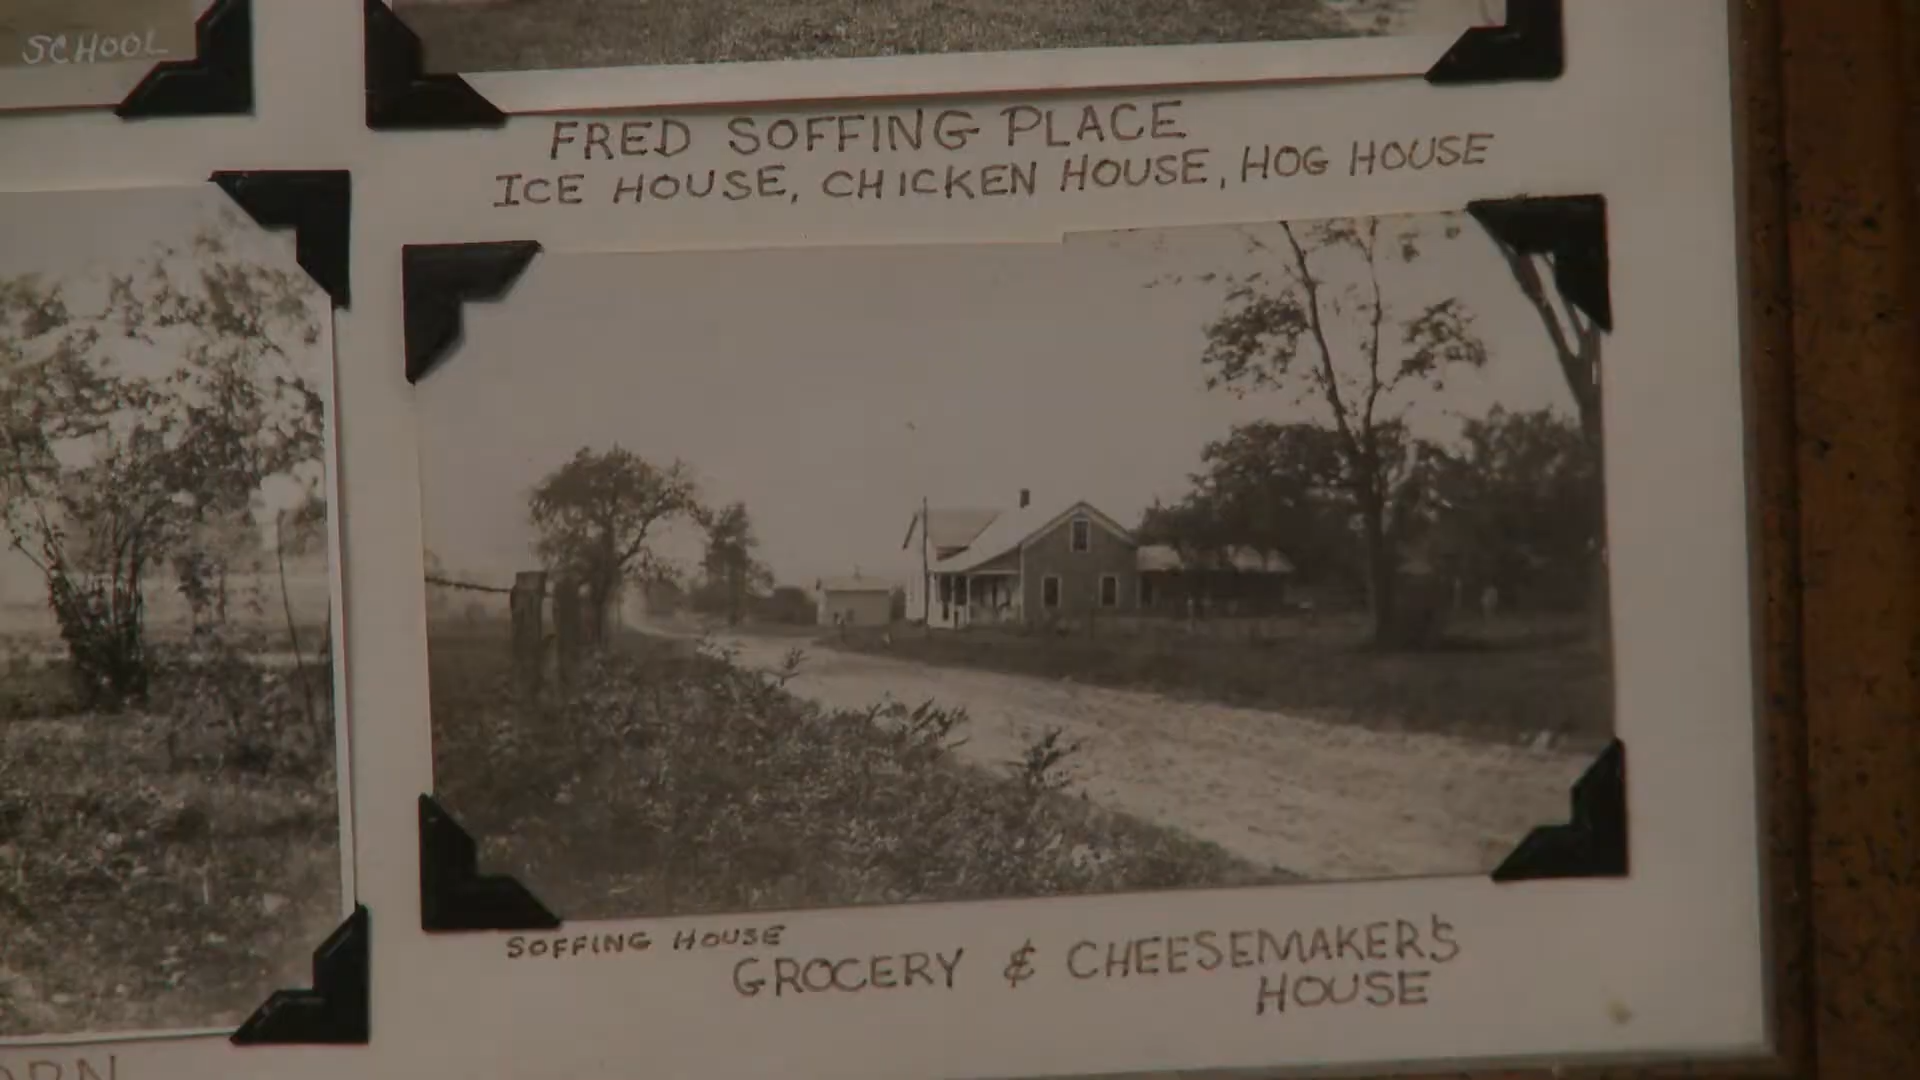 SCHOOL
FRED SOFFING PLACE
ICE HOUSE, CHICKEN HOUSE, HOG HOUSE
SOFFING HOUSE
GROCERY & CHEESEMAKER'S
HOUSE